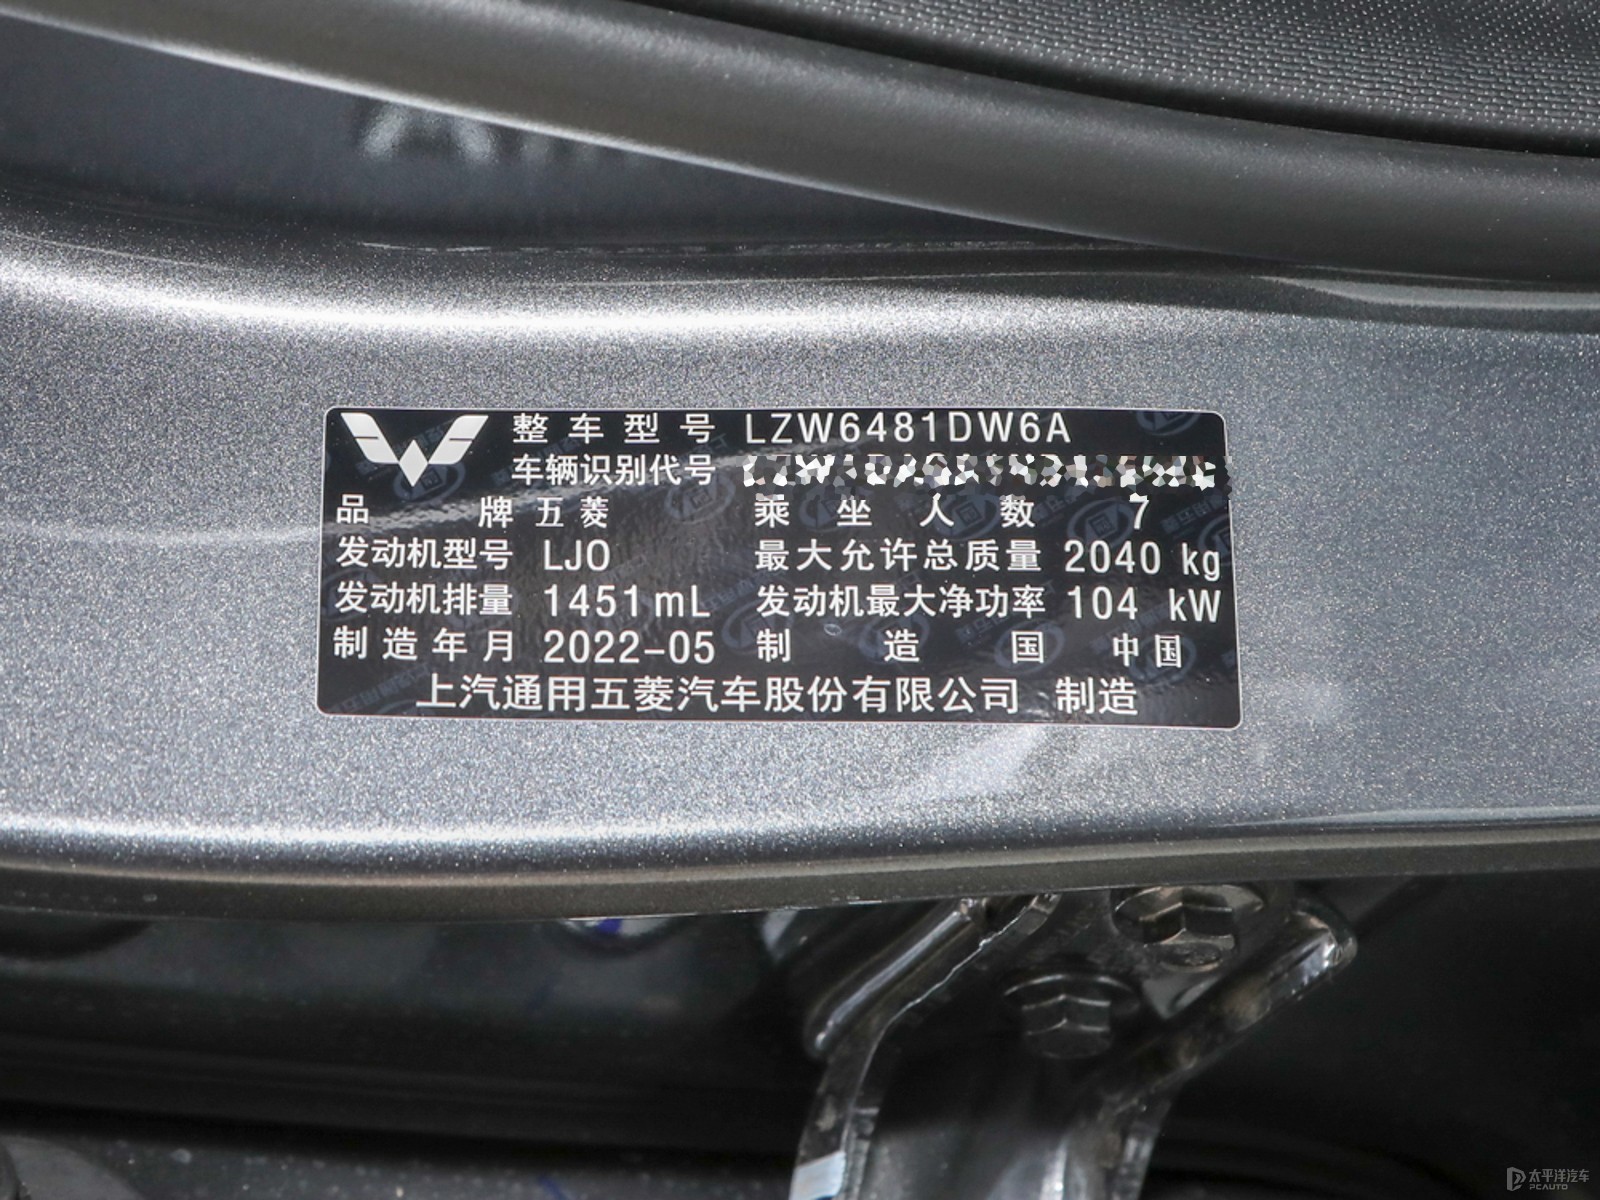 整车型号 LZW6481DW6A
车辆识别代号
品牌 五菱 乘坐人数 7
发动机型号 LJO 最大允许总质量 2040 kg
发动机排量 1451mL 发动机最大净功率 104 kW
制造年月 2022-05 制造国 中国
上汽通用五菱汽车股份有限公司 制造
太平洋汽车
PCAUTO